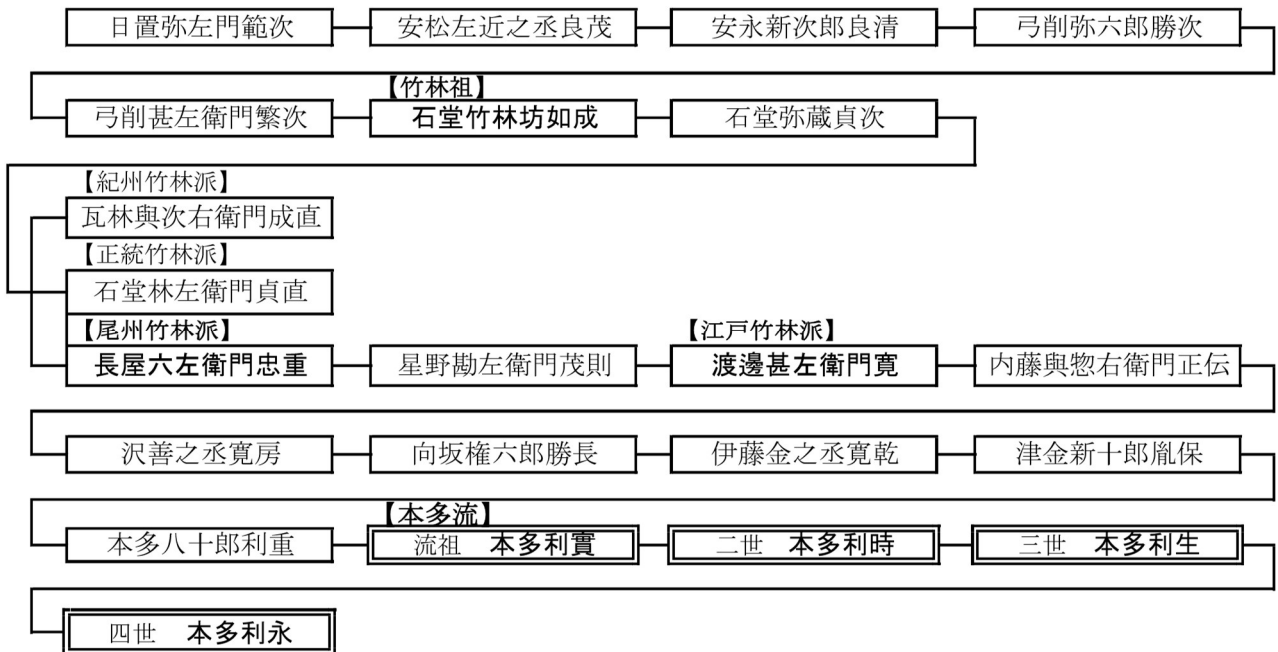 日置弥左門範次 安松左近之丞良茂 安永新次郎良清 弓削弥六郎勝次
【竹林祖】
弓削甚左衛門繁次 石堂竹林坊如成 石堂弥蔵貞次
【紀州竹林派】
瓦林與次右衛門成直
【正統竹林派】
石堂林左衛門貞直
【尾州竹林派】 【江戸竹林派】
長屋六左衛門忠重 星野勘左衛門茂則 渡邊甚左衛門寛 内藤與惣右衛門正伝
沢善之丞寛房 向坂権六郎勝長 伊藤金之丞寛乾 津金新十郎胤保
【本多流】
本多八十郎利重 流祖 本多利實 二世 本多利時 三世 本多利生
四世 本多利永